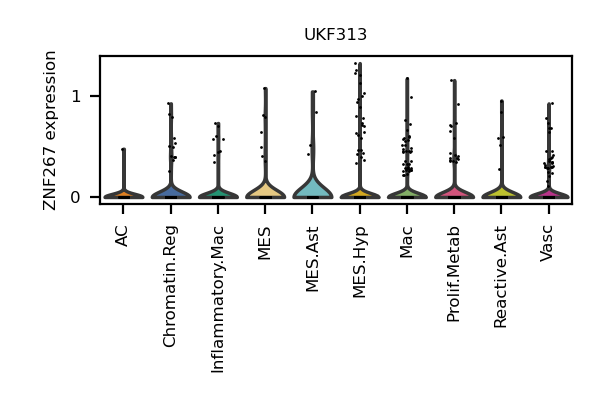 UKF313
ZNF267 expression
1
0
AC
Chromatin.Reg
Inflammatory.Mac
MES
MES.Ast
MES.Hyp
Mac
Prolif.Metab
Reactive.Ast
Vasc